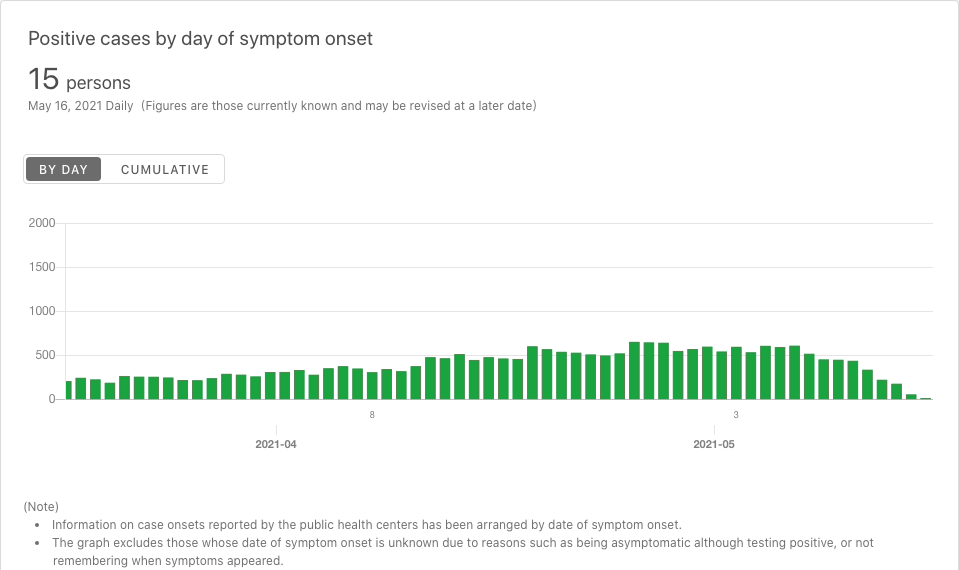 Positive cases by day of symptom onset
15 persons
May 16, 2021 Daily (Figures are those currently known and may be revised at a later date)
BY DAY CUMULATIVE
2000
1500
1000
500
0
8 3
2021-04 2021-05
(Note)
• Information on case onsets reported by the public health centers has been arranged by date of symptom onset.
• The graph excludes those whose date of symptom onset is unknown due to reasons such as being asymptomatic although testing positive, or not
remembering when symptoms appeared.